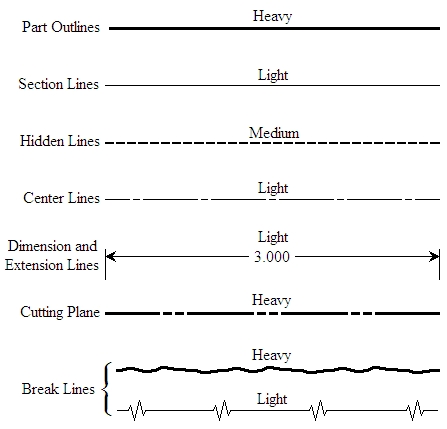 Heavy
Part Outlines
Light
Section Lines
Medium
Hidden Lines
Light
Center Lines
Light
Dimension and
Extension Lines
3.000
Heavy
Cutting Plane
Heavy
Break Lines
Light